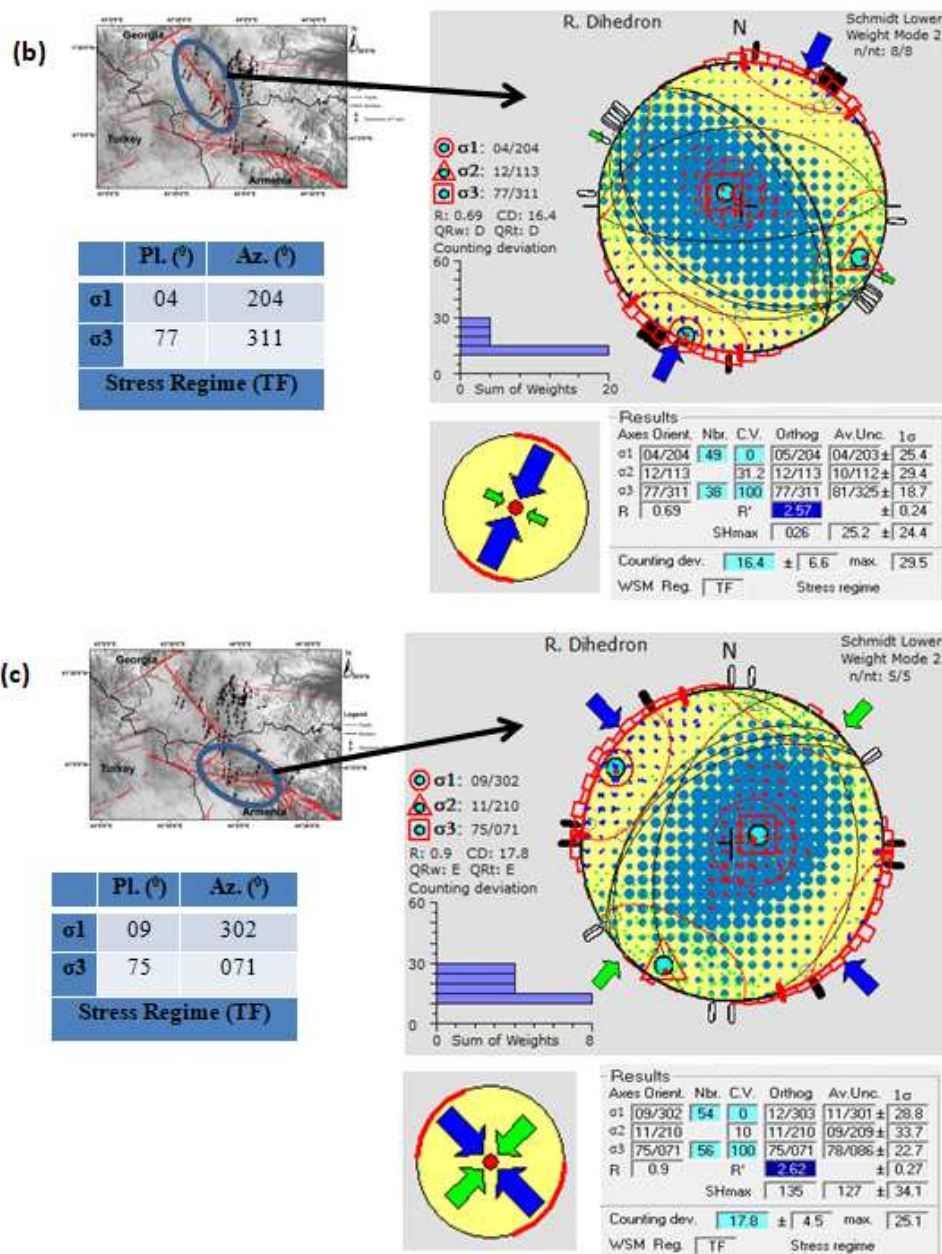 (b)
Georgia
Turkey
Armenia
Pl. (⁰) Az. (⁰)
σ1 04 204
σ3 77 311
Stress Regime (TF)
R. Dihedron
N
Schmidt Lower
Weight Mode 2
n/nt: 8/8
σ1: 04/204
σ2: 12/113
σ3: 77/311
R: 0.69 CD: 16.4
QRw: D QRt: D
Counting deviation
60
30
0
0 Sum of Weights 20
Results
Axes Orient. Nbr. C.V. Orthog Av.Unc. 1σ
σ1 04/204 49 0 05/204 04/203 ± 25.4
σ2 12/113 31.2 12/113 10/112 ± 29.4
σ3 77/311 38 100 77/311 81/325 ± 18.7
R 0.69 R' 2.57 ± 0.24
SHmax 026 25.2 ± 24.4
Counting dev. 16.4 ± 6.6 max. 29.5
WSM Reg. TF Stress regime
(c)
Georgia
Legend
Turkey
Armenia
Pl. (⁰) Az. (⁰)
σ1 09 302
σ3 75 071
Stress Regime (TF)
R. Dihedron
N
Schmidt Lower
Weight Mode 2
n/nt: 5/5
σ1: 09/302
σ2: 11/210
σ3: 75/071
R: 0.9 CD: 17.8
QRw: E QRt: E
Counting deviation
60
30
0
0 Sum of Weights 8
Results
Axes Orient. Nbr. C.V. Orthog Av.Unc. 1σ
σ1 09/302 54 0 12/303 11/301 ± 28.8
σ2 11/210 10 11/210 09/209 ± 33.7
σ3 75/071 56 100 75/071 78/086 ± 22.7
R 0.9 R' 2.62 ± 0.27
SHmax 135 127 ± 34.1
Counting dev. 17.8 ± 4.5 max. 25.1
WSM Reg. TF Stress regime